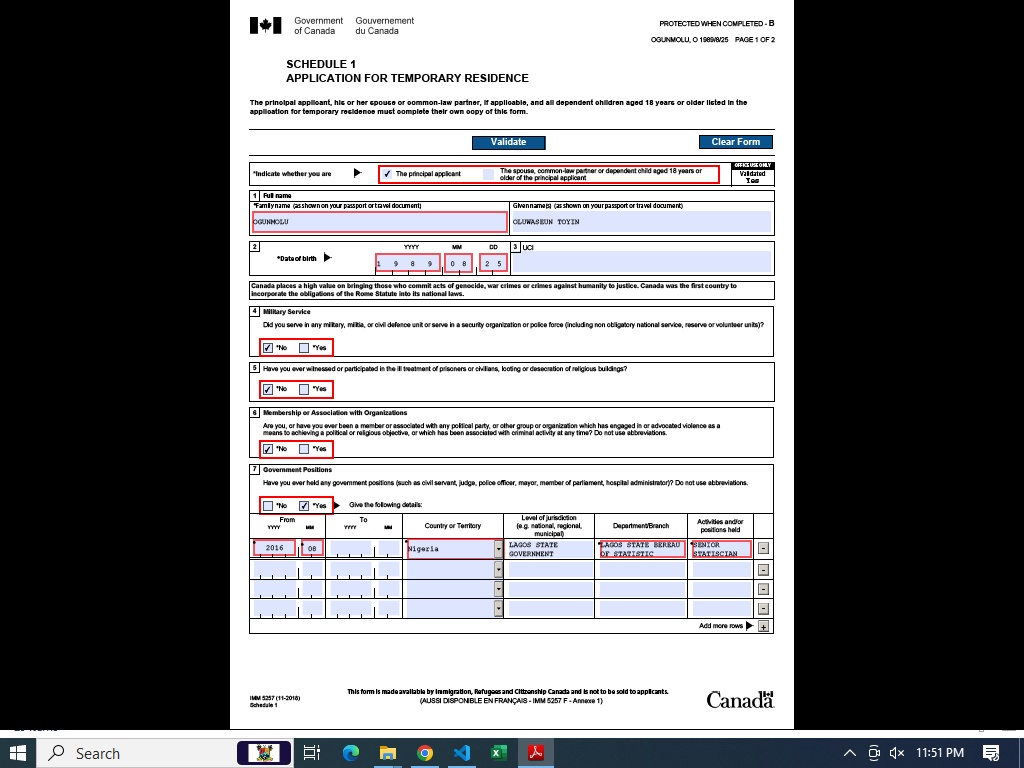 Government of Canada
Gouvernement du Canada
PROTECTED WHEN COMPLETED - B
OGUNMOLU, O 1989/8/25 PAGE 1 OF 2
SCHEDULE 1
APPLICATION FOR TEMPORARY RESIDENCE
The principal applicant, his or her spouse or common-law partner, if applicable, and all dependent children aged 18 years or older listed in the
application for temporary residence must complete their own copy of this form.
Validate
Clear Form
*Indicate whether you are
The principal applicant
The spouse, common-law partner or dependent child aged 18 years or
older of the principal applicant
OFFICE USE ONLY
Validated
Yes
1 Full name
*Family name (as shown on your passport or travel document)
Given name(s) (as shown on your passport or travel document)
OGUNMOLU
OLUWASEUN TOYIN
2
YYYY MM DD
3 UCI
*Date of birth
1 9 8 9 0 8 2 5
Canada places a high value on bringing those who commit acts of genocide, war crimes or crimes against humanity to justice. Canada was the first country to
incorporate the obligations of the Rome Statute into its national laws.
4 Military Service
Did you serve in any military, militia, or civil defence unit or serve in a security organization or police force (including non obligatory national service, reserve or volunteer units)?
*No *Yes
5 Have you ever witnessed or participated in the ill treatment of prisoners or civilians, looting or desecration of religious buildings?
*No *Yes
6 Membership or Association with Organizations
Are you, or have you ever been a member or associated with any political party, or other group or organization which has engaged in or advocated violence as a
means to achieving a political or religious objective, or which has been associated with criminal activity at any time? Do not use abbreviations.
*No *Yes
7 Government Positions
Have you ever held any government positions (such as civil servant, judge, police officer, mayor, member of parliament, hospital administrator)? Do not use abbreviations.
*No *Yes Give the following details:
From
YYYY MM
To
YYYY MM
Country or Territory
Level of jurisdiction
(e.g. national, regional,
municipal)
Department/Branch
Activities and/or
positions held
2016 08
Nigeria
LAGOS STATE
GOVERNMENT
*LAGOS STATE BEREAU
OF STATISTIC
*SENIOR
STATISCIAN
-
-
-
-
Add more rows +
IMM 5257 (11-2018)
Schedule 1
This form is made available by Immigration, Refugees and Citizenship Canada and is not to be sold to applicants.
(AUSSI DISPONIBLE EN FRANÇAIS - IMM 5257 F - Annexe 1)
Canada
Search
11:51 PM